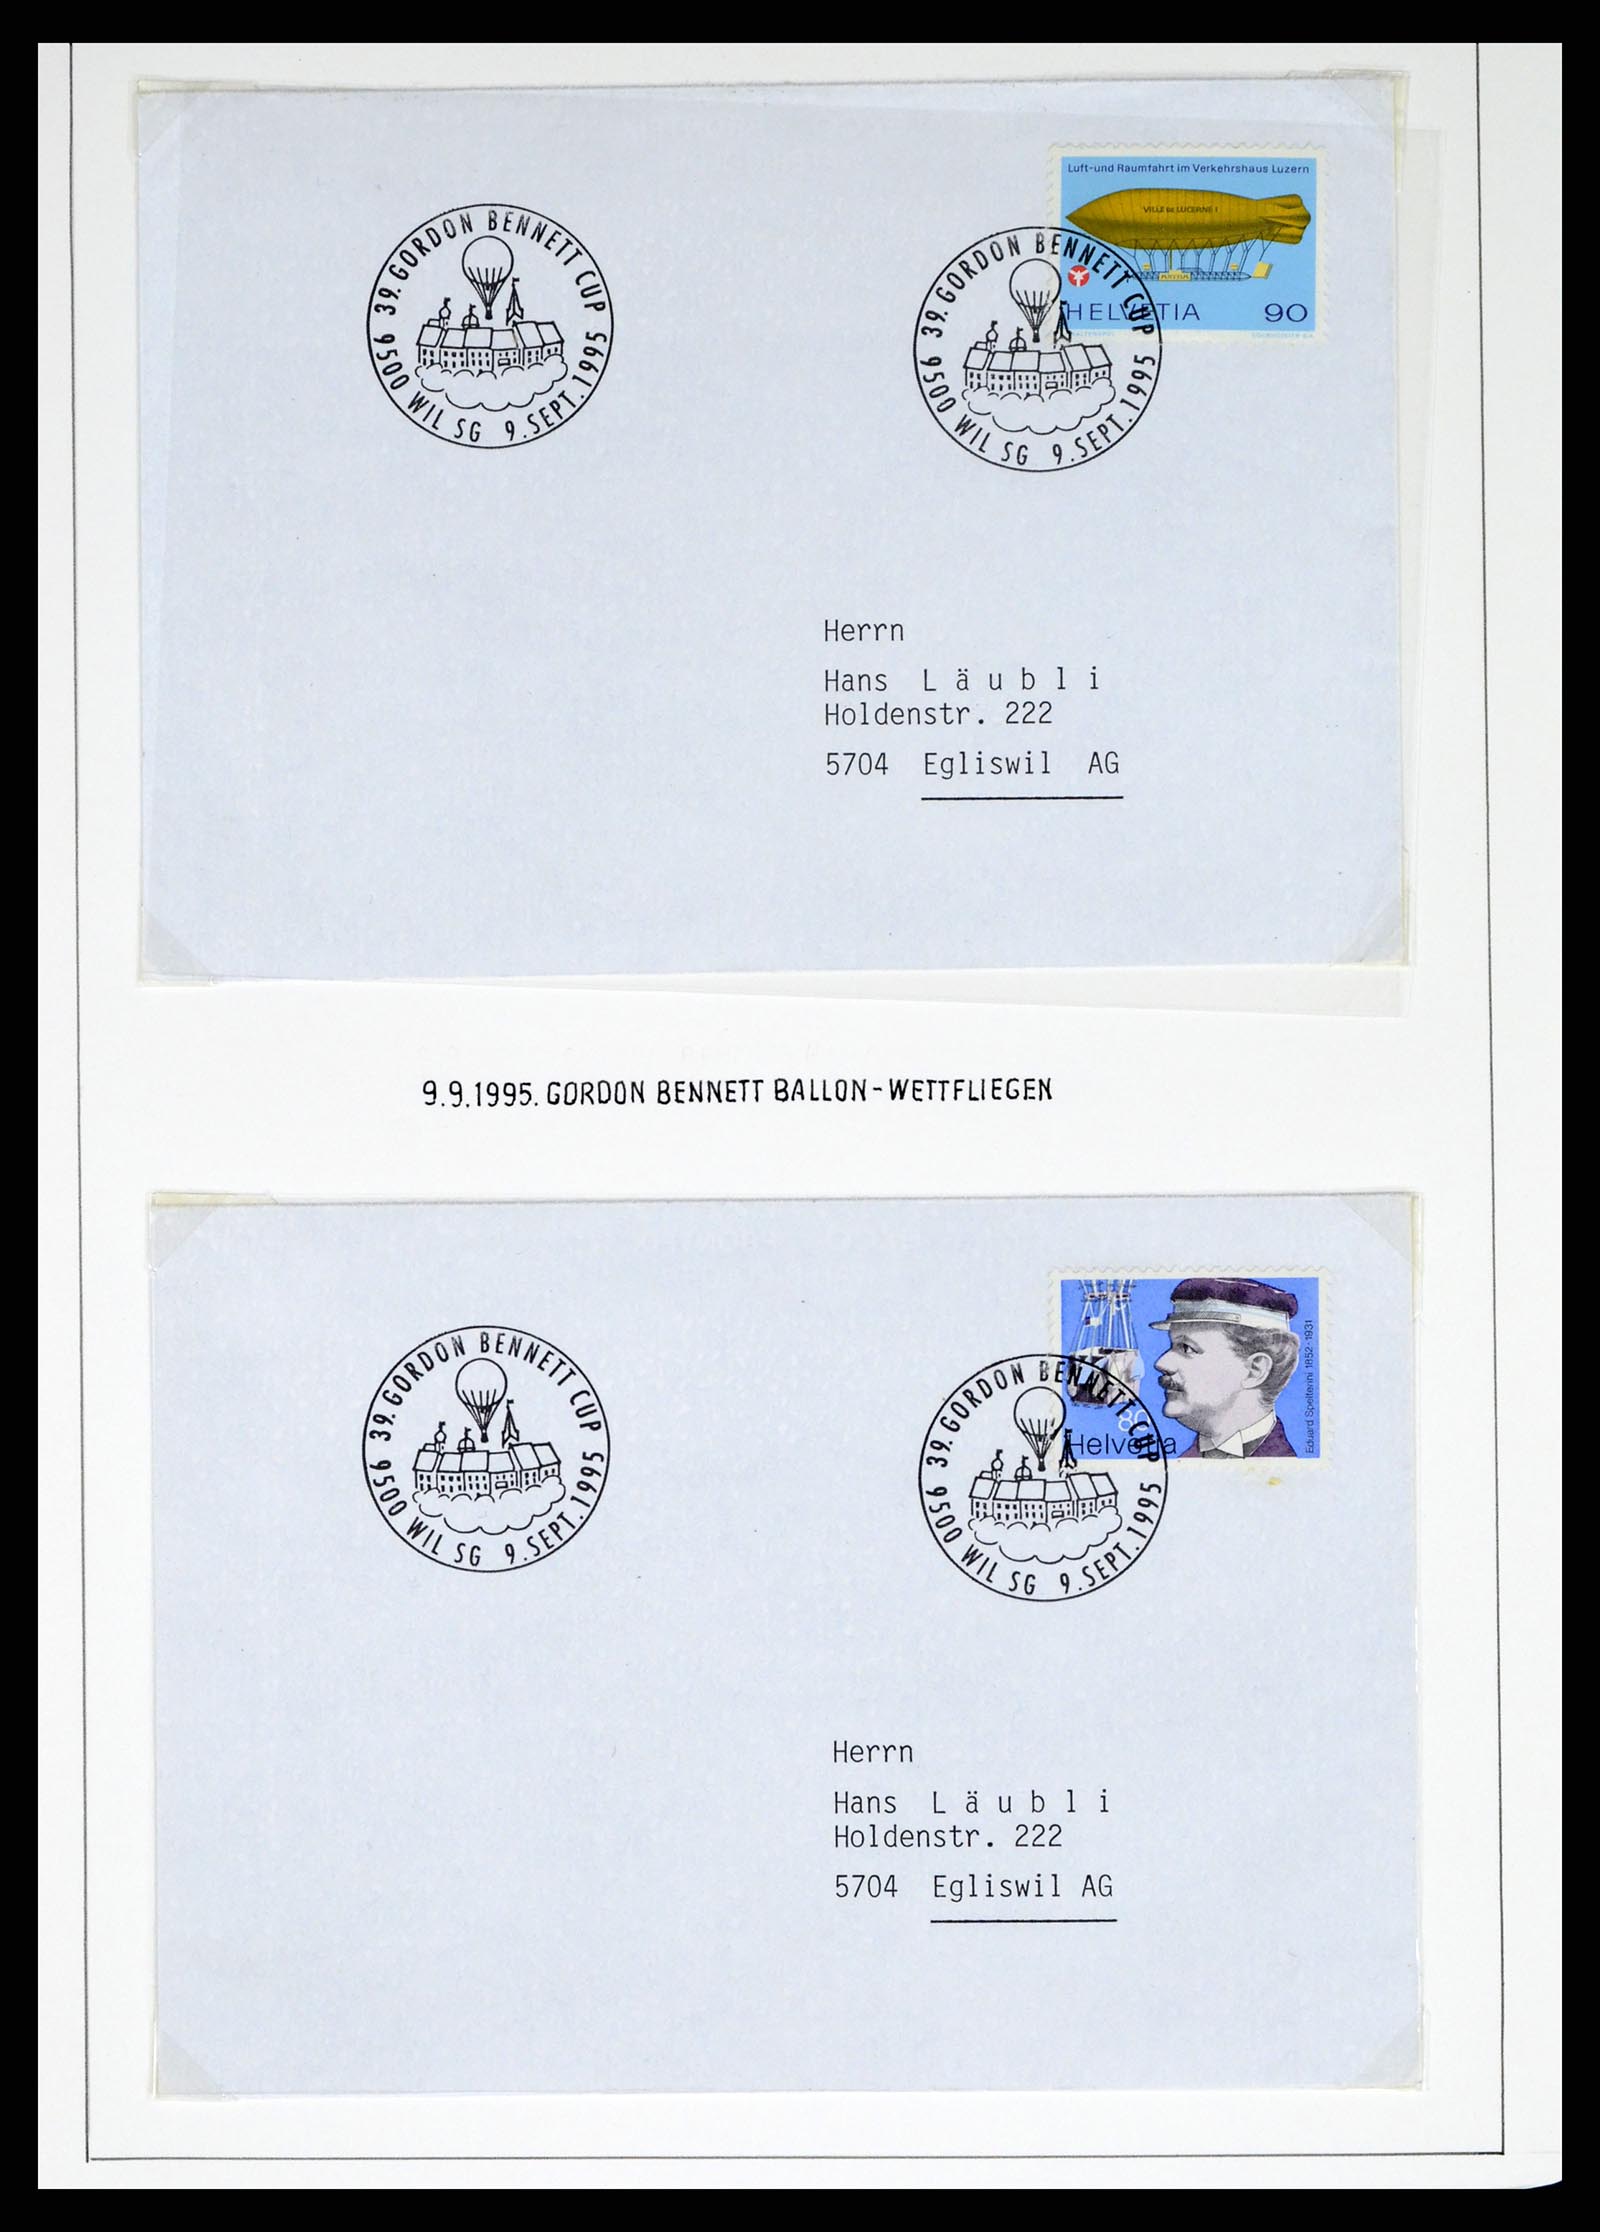 39. GORDON BENNETT CUP
9500 WIL SG 9. SEPT. 1995
Luft-und Raumfahrt im Verkehrshaus Luzern
VILLE DE LUCERNE I
HELVETIA 90
39. GORDON BENNETT CUP
9500 WIL SG 9. SEPT. 1995
Herrn
Hans L ä u b l i
Holdenstr. 222
5704 Egliswil AG
9.9.1995. GORDON BENNETT BALLON-WETTFLIEGEN
39. GORDON BENNETT CUP
9500 WIL SG 9. SEPT. 1995
80
Helvetia
Eduard Spelterini 1852-1931
39. GORDON BENNETT CUP
9500 WIL SG 9. SEPT. 1995
Herrn
Hans L ä u b l i
Holdenstr. 222
5704 Egliswil AG